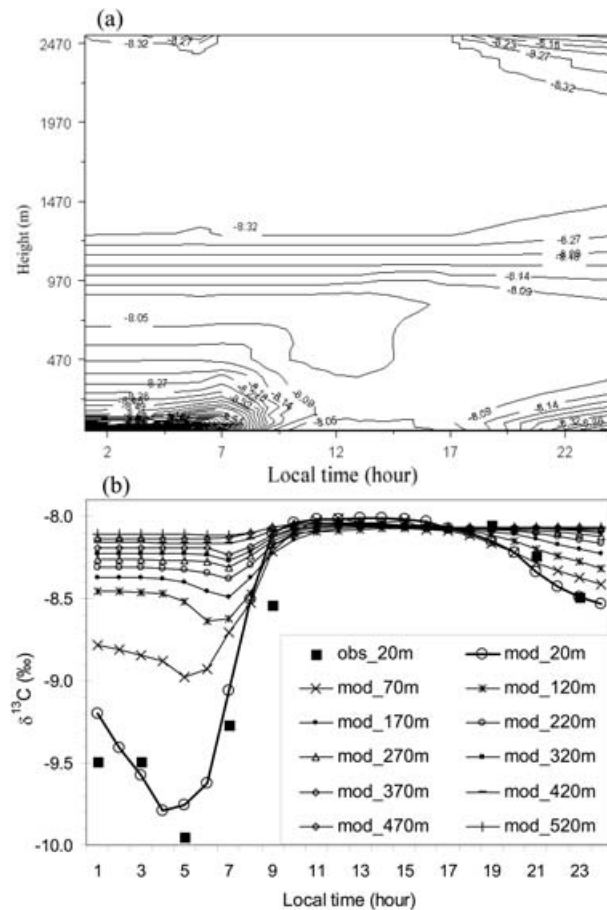 (a)
2470
1970
1470
970
470
Height (m)
-8.32
-8.27
-8.23
-8.18
-8.27
-8.32
-8.32
-8.27
-8.09
-8.14
-8.09
-8.05
-8.27
-8.36
-8.14
-8.09
-8.05
-8.09
-8.14
2
7
12
17
22
Local time (hour)
(b)
-8.0
-8.5
-9.0
-9.5
-10.0
δ ¹³C (‰)
obs_20m mod_20m
mod_70m mod_120m
mod_170m mod_220m
mod_270m mod_320m
mod_370m mod_420m
mod_470m mod_520m
1 3 5 7 9 11 13 15 17 19 21 23
Local time (hour)